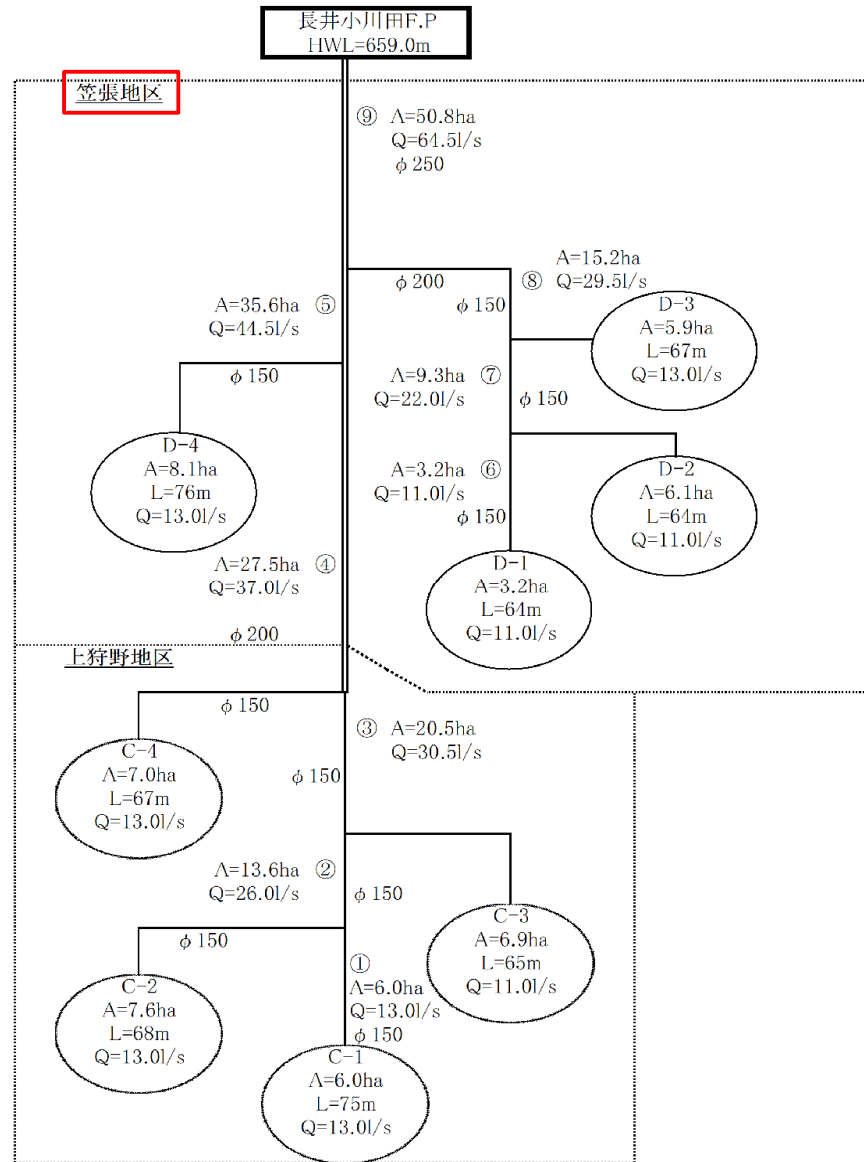 長井小川田F.P
HWL=659.0m
笠張地区
⑨ A=50.8ha
Q=64.5l/s
φ250
A=15.2ha
⑧ Q=29.5l/s
φ200
φ150
A=35.6ha ⑤
Q=44.5l/s
D-3
A=5.9ha
L=67m
Q=13.0l/s
φ150
A=9.3ha ⑦
Q=22.0l/s
φ150
D-4
A=8.1ha
L=76m
Q=13.0l/s
A=3.2ha ⑥
Q=11.0l/s
φ150
D-2
A=6.1ha
L=64m
Q=11.0l/s
A=27.5ha ④
Q=37.0l/s
φ200
D-1
A=3.2ha
L=64m
Q=11.0l/s
上狩野地区
φ150
③ A=20.5ha
Q=30.5l/s
φ150
C-4
A=7.0ha
L=67m
Q=13.0l/s
A=13.6ha ②
Q=26.0l/s
φ150
C-3
A=6.9ha
L=65m
Q=11.0l/s
φ150
①
A=6.0ha
Q=13.0l/s
φ150
C-2
A=7.6ha
L=68m
Q=13.0l/s
C-1
A=6.0ha
L=75m
Q=13.0l/s